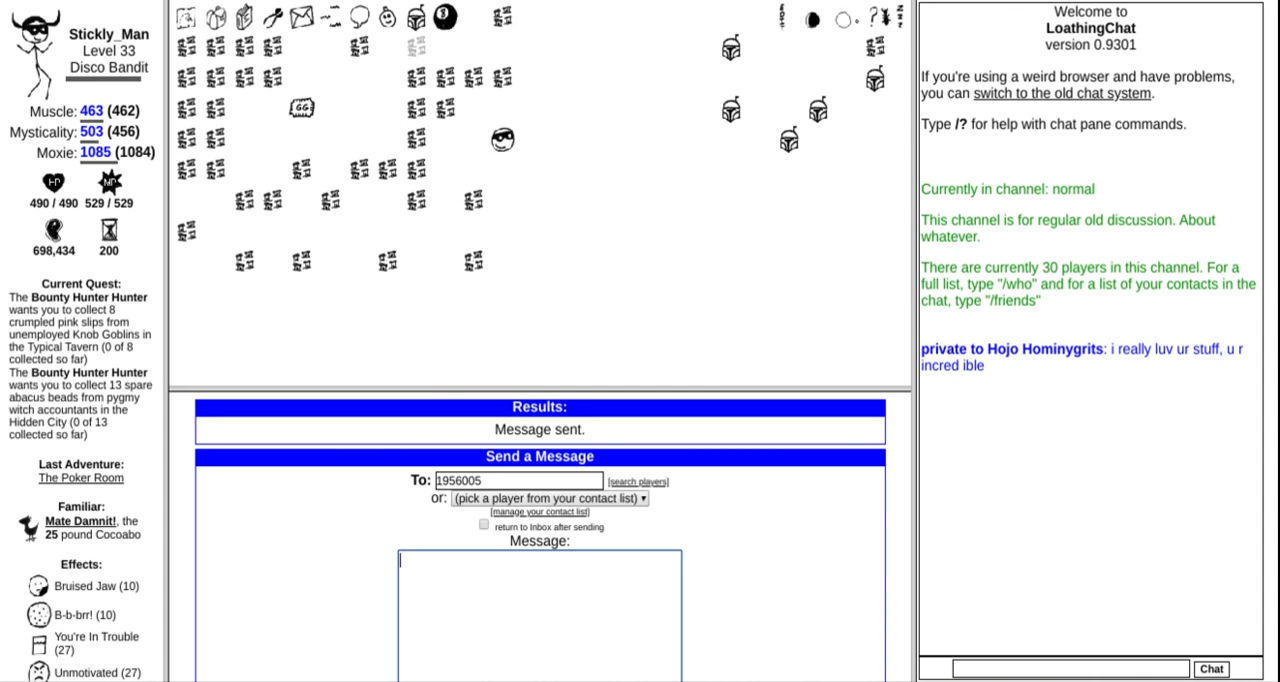 Stickly_Man
Level 33
Disco Bandit
Muscle: 463 (462)
Mysticality: 503 (456)
Moxie: 1085 (1084)
HP
MP
490 / 490 529 / 529
698,434 200
Current Quest:
The Bounty Hunter Hunter
wants you to collect 8
crumpled pink slips from
unemployed Knob Goblins in
the Typical Tavern (0 of 8
collected so far)
The Bounty Hunter Hunter
wants you to collect 13 spare
abacus beads from pygmy
witch accountants in the
Hidden City (0 of 13
collected so far)
Last Adventure:
The Poker Room
Familiar:
Mate Damnit!, the
25 pound Cocoabo
Effects:
Bruised Jaw (10)
B-b-brr! (10)
You're In Trouble
(27)
Unmotivated (27)
8
GG
Results:
Message sent.
Send a Message
To: 1956005 [search players]
or: (pick a player from your contact list)
[manage your contact list]
return to Inbox after sending
Message:
Welcome to
LoathingChat
version 0.9301
If you're using a weird browser and have problems,
you can switch to the old chat system.
Type /? for help with chat pane commands.
Currently in channel: normal
This channel is for regular old discussion. About
whatever.
There are currently 30 players in this channel. For a
full list, type "/who" and for a list of your contacts in the
chat, type "/friends"
private to Hojo Hominygrits: i really luv ur stuff, u r
incred ible
Chat